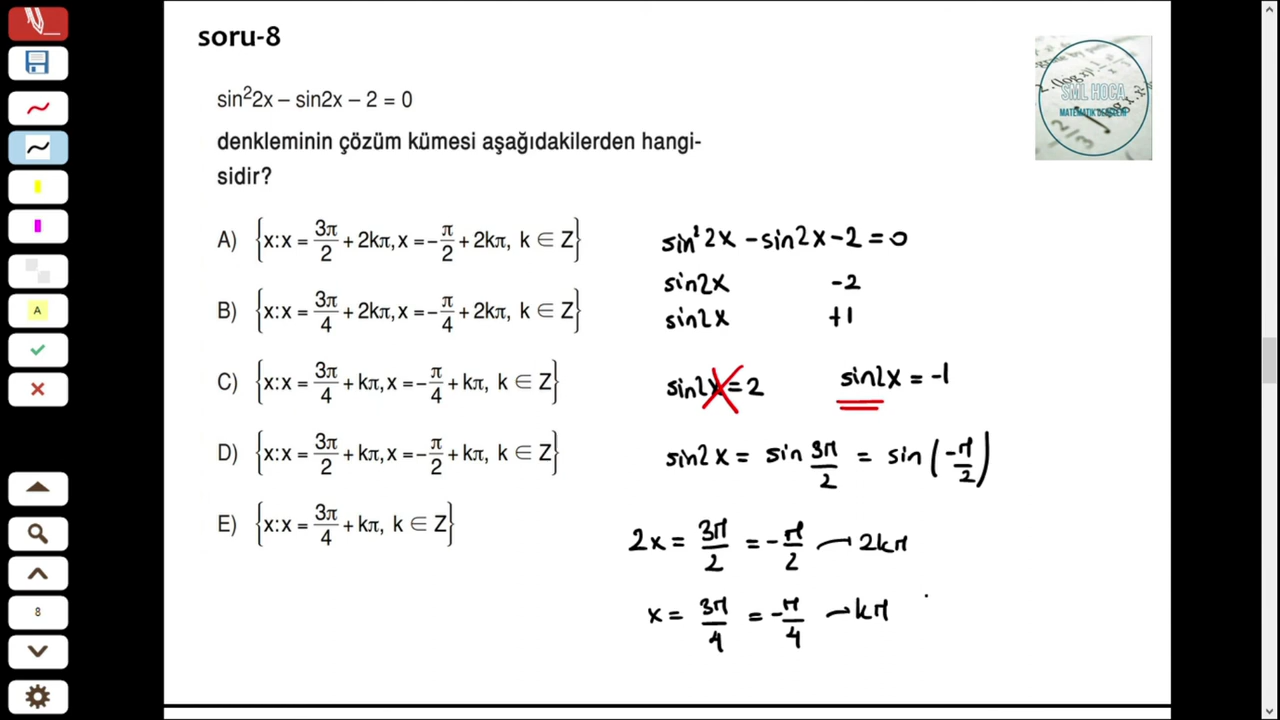 soru-8
sin²2x – sin2x – 2 = 0
denkleminin çözüm kümesi aşağıdakilerden hangi-
sidir?
A) {x:x = 3π/2 + 2kπ, x = –π/2 + 2kπ, k ∈ Z}
B) {x:x = 3π/4 + 2kπ, x = –π/4 + 2kπ, k ∈ Z}
C) {x:x = 3π/4 + kπ, x = –π/4 + kπ, k ∈ Z}
D) {x:x = 3π/2 + kπ, x = –π/2 + kπ, k ∈ Z}
E) {x:x = 3π/4 + kπ, k ∈ Z}
sin²2x – sin2x – 2 = 0
sin2x -2
sin2x +1
sin2x = 2 sin2x = -1
sin2x = sin 3π/2 = sin (-π/2)
2x = 3π/2 = -π/2 → 2kπ
x = 3π/4 = -π/4 → kπ
SML HOCA
MATEMATİK DERSLERİ
A
8